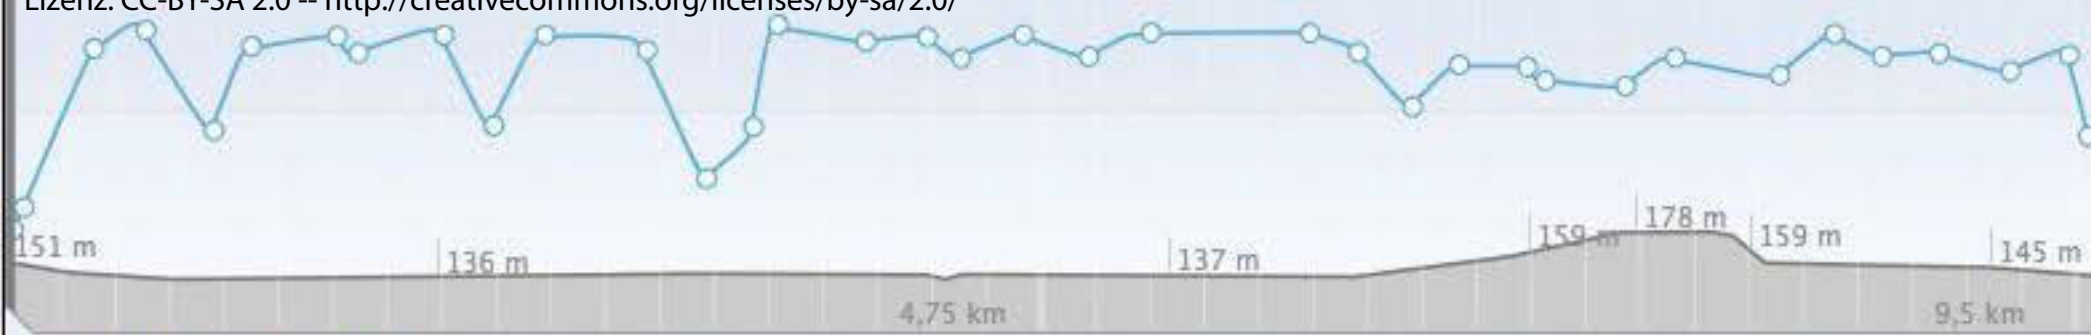 Lizenz: CC-BY-SA 2.0 -- http://creativecommons.org/licenses/by-sa/2.0/
178 m
159 m
159 m
151 m
145 m
136 m
137 m
4,75 km
9,5 km